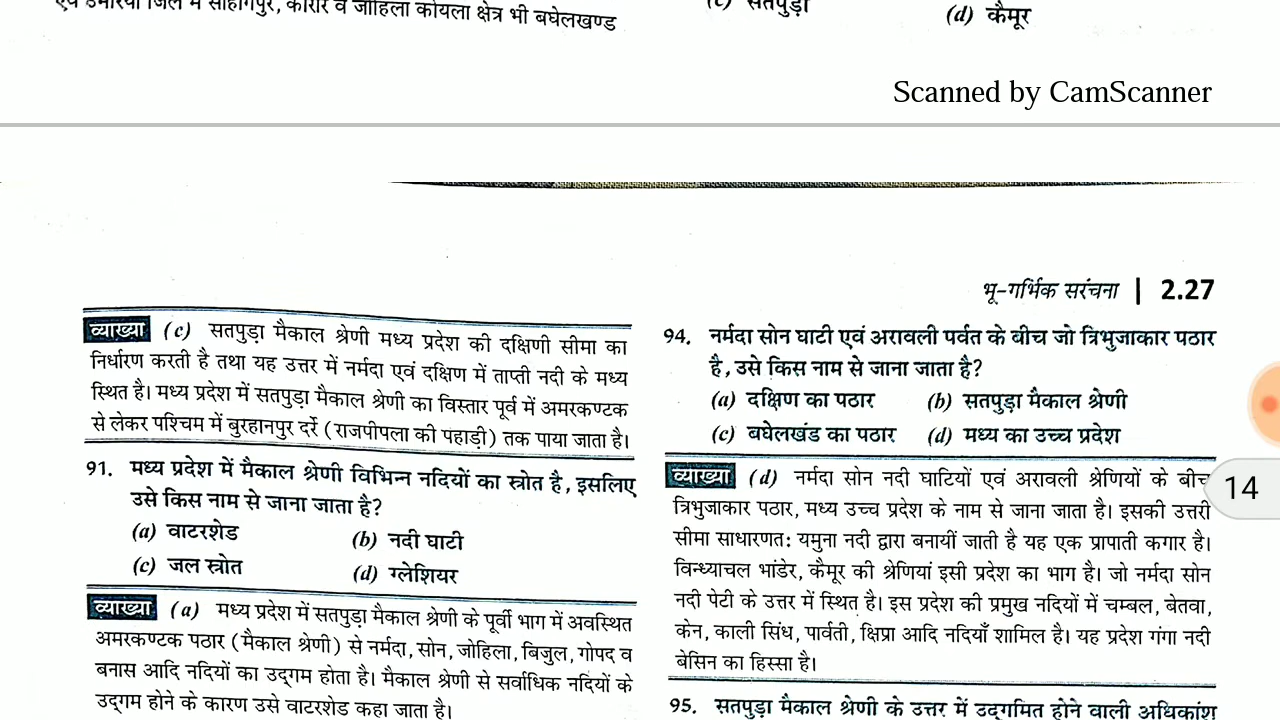 एवं उमरिया जिले में सोहागपुर, कोरार व जोहिला कोयला क्षेत्र भी बघेलखण्ड
(c) सतपुड़ा
(d) कैमूर
Scanned by CamScanner
भू-गर्भिक सरंचना | 2.27
व्याख्या (c) सतपुड़ा मैकाल श्रेणी मध्य प्रदेश की दक्षिणी सीमा का
निर्धारण करती है तथा यह उत्तर में नर्मदा एवं दक्षिण में ताप्ती नदी के मध्य
स्थित है। मध्य प्रदेश में सतपुड़ा मैकाल श्रेणी का विस्तार पूर्व में अमरकण्टक
से लेकर पश्चिम में बुरहानपुर दर्रे (राजपीपला की पहाड़ी) तक पाया जाता है।
91. मध्य प्रदेश में मैकाल श्रेणी विभिन्न नदियों का स्त्रोत है, इसलिए
उसे किस नाम से जाना जाता है?
(a) वाटरशेड
(b) नदी घाटी
(c) जल स्त्रोत
(d) ग्लेशियर
व्याख्या (a) मध्य प्रदेश में सतपुड़ा मैकाल श्रेणी के पूर्वी भाग में अवस्थित
अमरकण्टक पठार (मैकाल श्रेणी) से नर्मदा, सोन, जोहिला, बिजुल, गोपद व
बनास आदि नदियों का उद्गम होता है। मैकाल श्रेणी से सर्वाधिक नदियों के
उद्गम होने के कारण उसे वाटरशेड कहा जाता है।
94. नर्मदा सोन घाटी एवं अरावली पर्वत के बीच जो त्रिभुजाकार पठार
है, उसे किस नाम से जाना जाता है?
(a) दक्षिण का पठार (b) सतपुड़ा मैकाल श्रेणी
(c) बघेलखंड का पठार (d) मध्य का उच्च प्रदेश
व्याख्या (d) नर्मदा सोन नदी घाटियों एवं अरावली श्रेणियों के बीच
त्रिभुजाकार पठार, मध्य उच्च प्रदेश के नाम से जाना जाता है। इसकी उत्तरी
सीमा साधारणत: यमुना नदी द्वारा बनायीं जाती है यह एक प्रापाती कगार है।
विन्ध्याचल भांडेर, कैमूर की श्रेणियां इसी प्रदेश का भाग है। जो नर्मदा सोन
नदी पेटी के उत्तर में स्थित है। इस प्रदेश की प्रमुख नदियों में चम्बल, बेतवा,
केन, काली सिंध, पार्वती, क्षिप्रा आदि नदियाँ शामिल है। यह प्रदेश गंगा नदी
बेसिन का हिस्सा है।
95. सतपुड़ा मैकाल श्रेणी के उत्तर में उद्गमित होने वाली अधिकांश
14